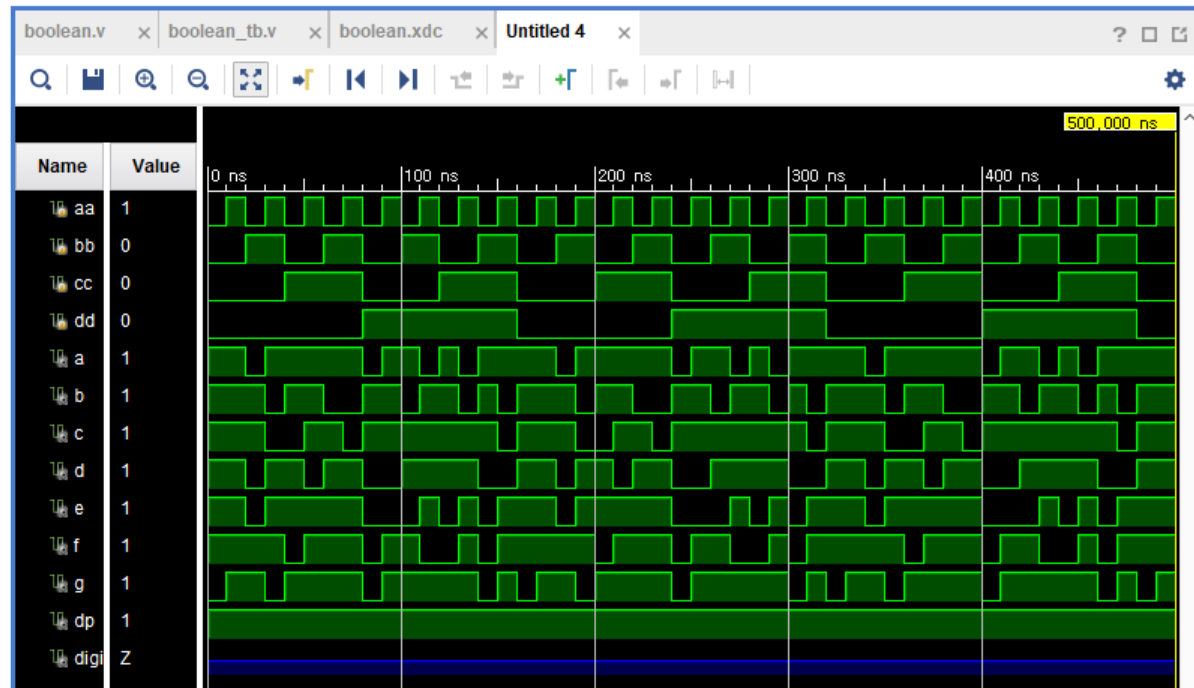 boolean.v × boolean_tb.v × boolean.xdc × Untitled 4 × ?
500,000 ns
Name Value 0 ns 100 ns 200 ns 300 ns 400 ns
aa 1
bb 0
cc 0
dd 0
a 1
b 1
c 1
d 1
e 1
f 1
g 1
dp 1
digi Z